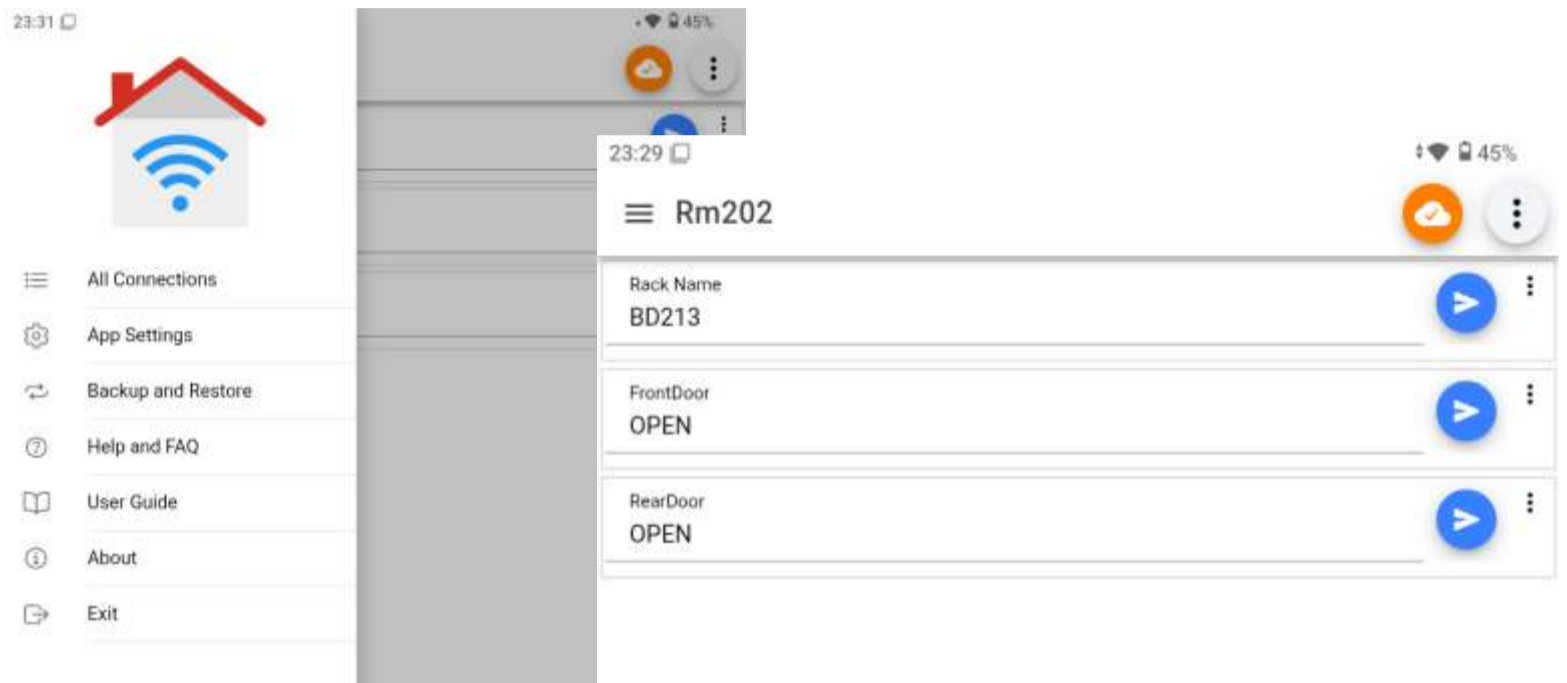 23:31
45%
All Connections
App Settings
Backup and Restore
Help and FAQ
User Guide
About
Exit
23:29
45%
Rm202
Rack Name
BD213
FrontDoor
OPEN
RearDoor
OPEN